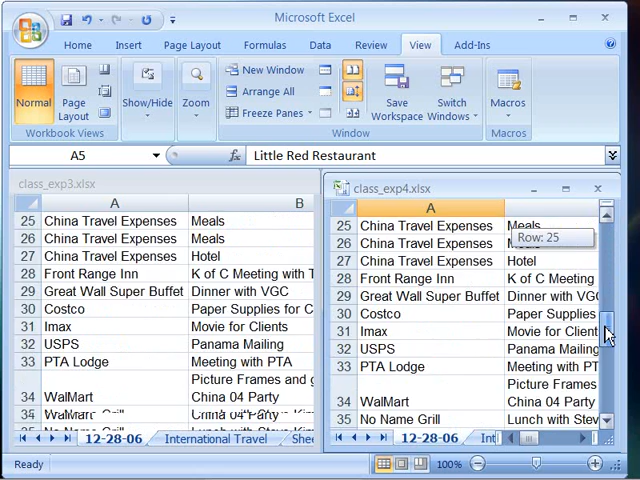 Microsoft Excel
Home Insert Page Layout Formulas Data Review View Add-Ins
Normal Page Layout Show/Hide Zoom New Window Arrange All Freeze Panes Save Workspace Switch Windows Macros
Workbook Views Window Macros
A5 fx Little Red Restaurant
class_exp3.xlsx
A B
25 China Travel Expenses Meals
26 China Travel Expenses Meals
27 China Travel Expenses Hotel
28 Front Range Inn K of C Meeting with T
29 Great Wall Super Buffet Dinner with VGC
30 Costco Paper Supplies for C
31 Imax Movie for Clients
32 USPS Panama Mailing
33 PTA Lodge Meeting with PTA
Picture Frames and g
34 WalMart China 04 Party
12-28-06 International Travel Shee
class_exp4.xlsx
A
25 China Travel Expenses Meals
Row: 25
26 China Travel Expenses
27 China Travel Expenses Hotel
28 Front Range Inn K of C Meeting
29 Great Wall Super Buffet Dinner with VGC
30 Costco Paper Supplies
31 Imax Movie for Client
32 USPS Panama Mailing
33 PTA Lodge Meeting with PT
Picture Frames
34 WalMart China 04 Party
35 No Name Grill Lunch with Stev
12-28-06 Int
Ready 100%